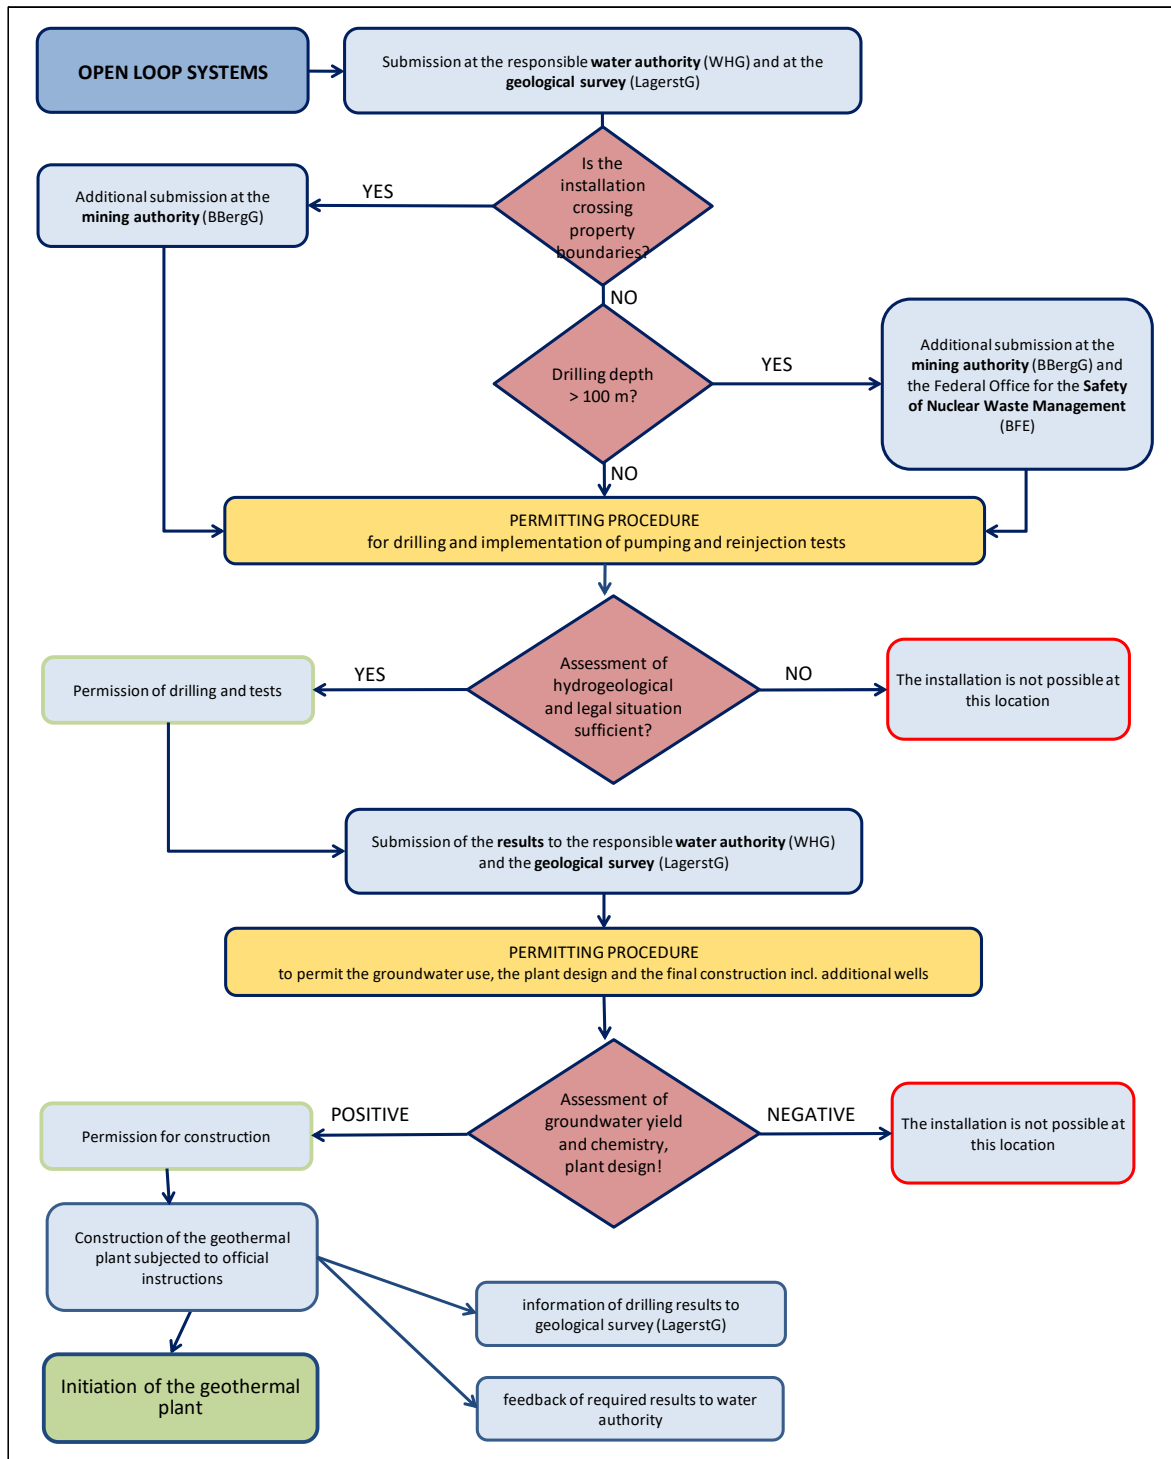 OPEN LOOP SYSTEMS
Submission at the responsible water authority (WHG) and at the
geological survey (LagerstG)
Is the
installation
crossing
property
boundaries?
YES
Additional submission at the
mining authority (BBergG)
NO
Drilling depth
> 100 m?
YES
Additional submission at the
mining authority (BBergG) and
the Federal Office for the Safety
of Nuclear Waste Management
(BFE)
NO
PERMITTING PROCEDURE
for drilling and implementation of pumping and reinjection tests
Assessment of
hydrogeological
and legal situation
sufficient?
YES
Permission of drilling and tests
NO
The installation is not possible at
this location
Submission of the results to the responsible water authority (WHG)
and the geological survey (LagerstG)
PERMITTING PROCEDURE
to permit the groundwater use, the plant design and the final construction incl. additional wells
Assessment of
groundwater yield
and chemistry,
plant design!
POSITIVE
Permission for construction
NEGATIVE
The installation is not possible at
this location
Construction of the geothermal
plant subjected to official
instructions
information of drilling results to
geological survey (LagerstG)
Initiation of the geothermal
plant
feedback of required results to water
authority